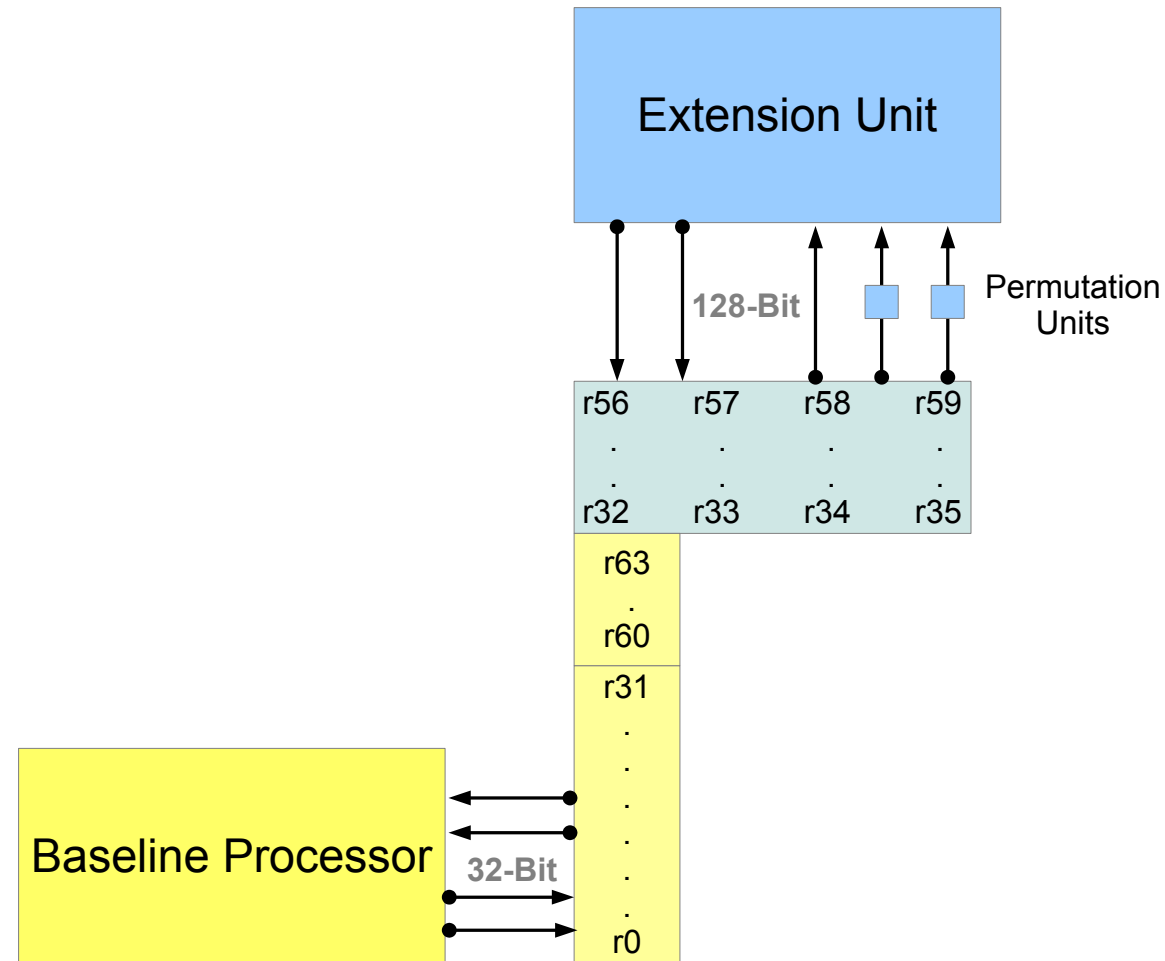 Extension Unit
128-Bit
Permutation
Units
r56 r57 r58 r59
. . . .
. . . .
r32 r33 r34 r35
r63
.
r60
r31
.
.
.
.
.
.
r0
Baseline Processor
32-Bit